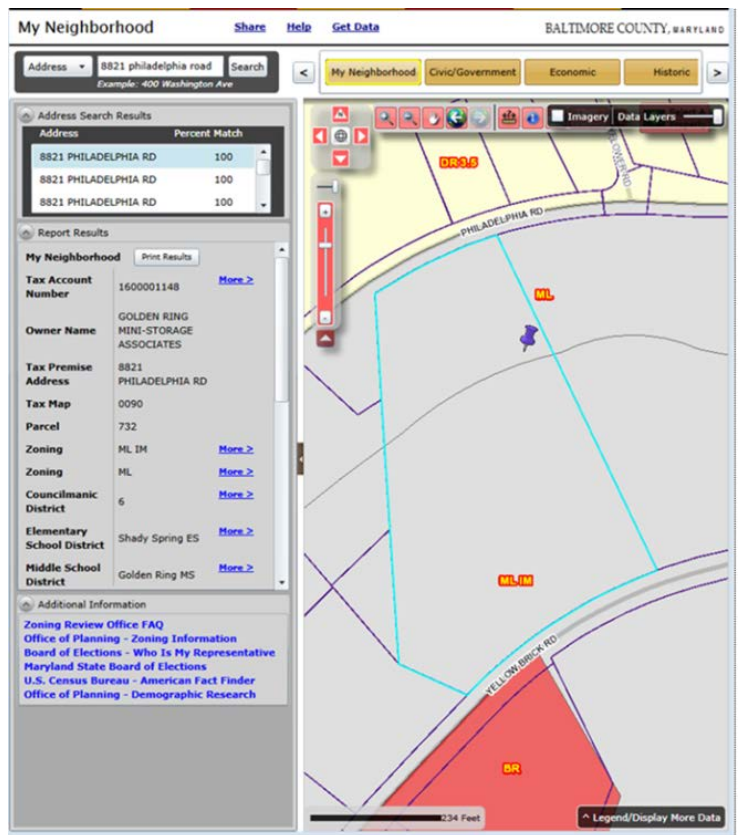 My Neighborhood
Share
Help
Get Data
BALTIMORE COUNTY, MARYLAND
Address
8821 philadelphia road
Search
Example: 400 Washington Ave
<
My Neighborhood
Civic/Government
Economic
Historic
>
Address Search Results
Address Percent Match
8821 PHILADELPHIA RD 100
8821 PHILADELPHIA RD 100
8821 PHILADELPHIA RD 100
Report Results
My Neighborhood
Print Results
Tax Account Number 1600001148 More >
Owner Name GOLDEN RING MINI-STORAGE ASSOCIATES
Tax Premise Address 8821 PHILADELPHIA RD
Tax Map 0090
Parcel 732
Zoning ML IM More >
Zoning ML More >
Councilmanic District 6 More >
Elementary School District Shady Spring ES More >
Middle School District Golden Ring MS More >
Additional Information
Zoning Review Office FAQ
Office of Planning - Zoning Information
Board of Elections - Who Is My Representative
Maryland State Board of Elections
U.S. Census Bureau - American Fact Finder
Office of Planning - Demographic Research
Imagery
Data Layers
DR 3.5
PHILADELPHIA RD
ML
ML IM
YELLOW BRICK RD
BR
234 Feet
^ Legend/Display More Data